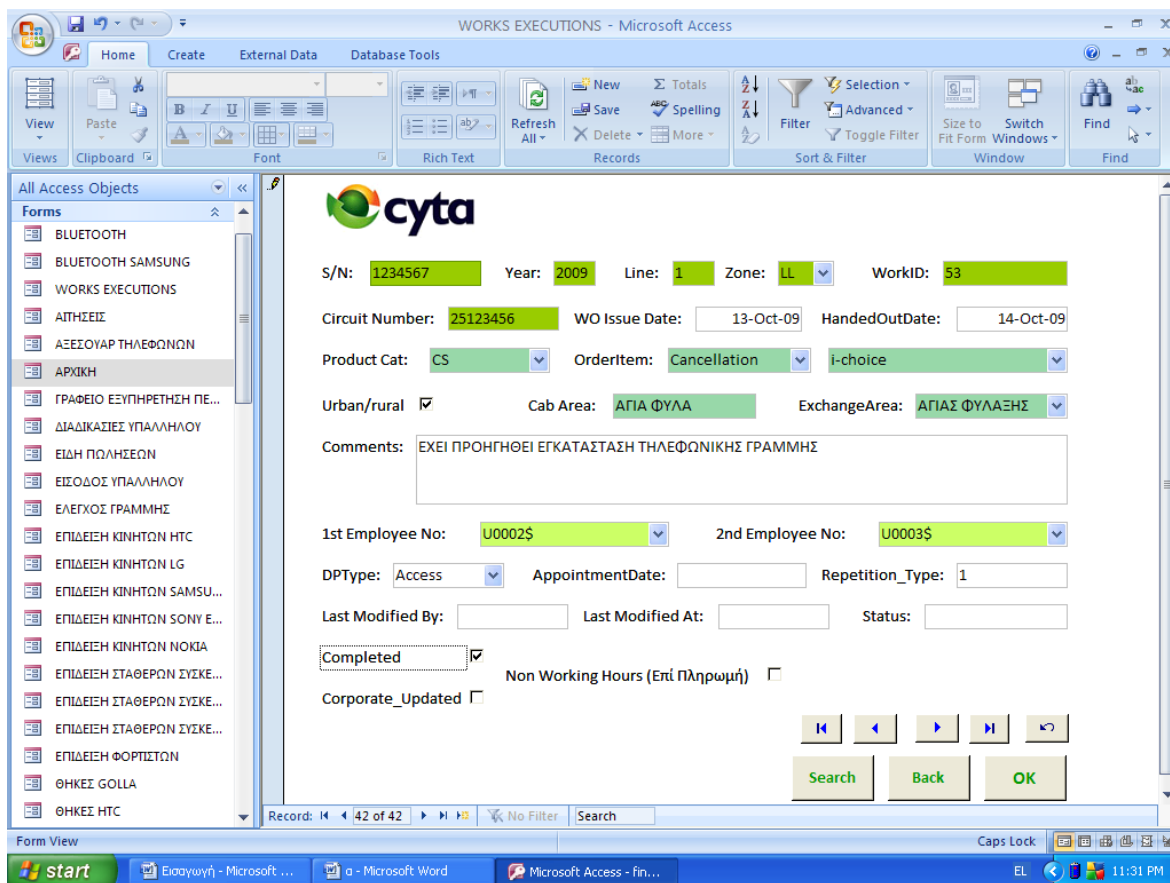 WORKS EXECUTIONS - Microsoft Access
Home Create External Data Database Tools
View Paste B I U Refresh All New Save Delete Totals Spelling More Filter Selection Advanced Toggle Filter Size to Fit Form Switch Windows Find
Views Clipboard Font Rich Text Records Sort & Filter Window Find
All Access Objects
Forms
BLUETOOTH
BLUETOOTH SAMSUNG
WORKS EXECUTIONS
ΑΙΤΗΣΕΙΣ
ΑΞΕΣΟΥΑΡ ΤΗΛΕΦΩΝΩΝ
ΑΡΧΙΚΗ
ΓΡΑΦΕΙΟ ΕΞΥΠΗΡΕΤΗΣΗ ΠΕ...
ΔΙΑΔΙΚΑΣΙΕΣ ΥΠΑΛΛΗΛΟΥ
ΕΙΔΗ ΠΩΛΗΣΕΩΝ
ΕΙΣΟΔΟΣ ΥΠΑΛΛΗΛΟΥ
ΕΛΕΓΧΟΣ ΓΡΑΜΜΗΣ
ΕΠΙΔΕΙΞΗ ΚΙΝΗΤΩΝ HTC
ΕΠΙΔΕΙΞΗ ΚΙΝΗΤΩΝ LG
ΕΠΙΔΕΙΞΗ ΚΙΝΗΤΩΝ SAMSU...
ΕΠΙΔΕΙΞΗ ΚΙΝΗΤΩΝ SONY E...
ΕΠΙΔΕΙΞΗ ΚΙΝΗΤΩΝ NOKIA
ΕΠΙΔΕΙΞΗ ΣΤΑΘΕΡΩΝ ΣΥΣΚΕ...
ΕΠΙΔΕΙΞΗ ΣΤΑΘΕΡΩΝ ΣΥΣΚΕ...
ΕΠΙΔΕΙΞΗ ΣΤΑΘΕΡΩΝ ΣΥΣΚΕ...
ΕΠΙΔΕΙΞΗ ΦΟΡΤΙΣΤΩΝ
ΘΗΚΕΣ GOLLA
ΘΗΚΕΣ HTC
cyta
S/N: 1234567 Year: 2009 Line: 1 Zone: LL WorkID: 53
Circuit Number: 25123456 WO Issue Date: 13-Oct-09 HandedOutDate: 14-Oct-09
Product Cat: CS OrderItem: Cancellation i-choice
Urban/rural Cab Area: ΑΓΙΑ ΦΥΛΑ ExchangeArea: ΑΓΙΑΣ ΦΥΛΑΞΗΣ
Comments: ΕΧΕΙ ΠΡΟΗΓΗΘΕΙ ΕΓΚΑΤΑΣΤΑΣΗ ΤΗΛΕΦΩΝΙΚΗΣ ΓΡΑΜΜΗΣ
1st Employee No: U0002$ 2nd Employee No: U0003$
DPType: Access AppointmentDate: Repetition_Type: 1
Last Modified By: Last Modified At: Status:
Completed
Non Working Hours (Επί Πληρωμή)
Corporate_Updated
Search Back OK
Record: 42 of 42 No Filter Search
Form View Caps Lock
start Εισαγωγή - Microsoft ... α - Microsoft Word Microsoft Access - fin... EL 11:31 PM